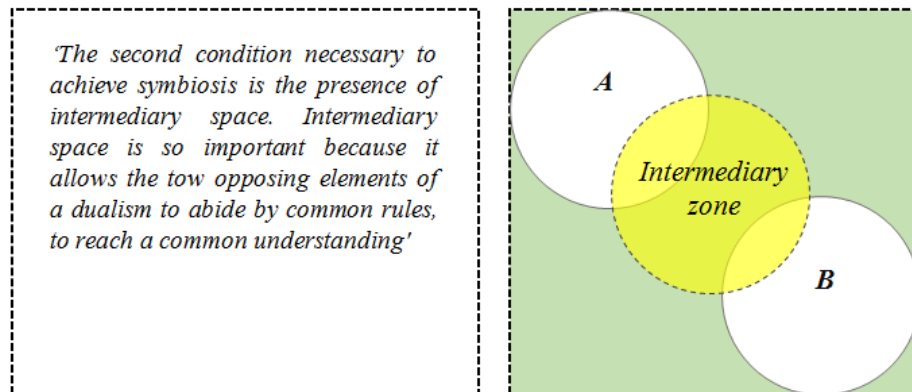 'The second condition necessary to
achieve symbiosis is the presence of
intermediary space. Intermediary
space is so important because it
allows the tow opposing elements of
a dualism to abide by common rules,
to reach a common understanding'
A
Intermediary
zone
B